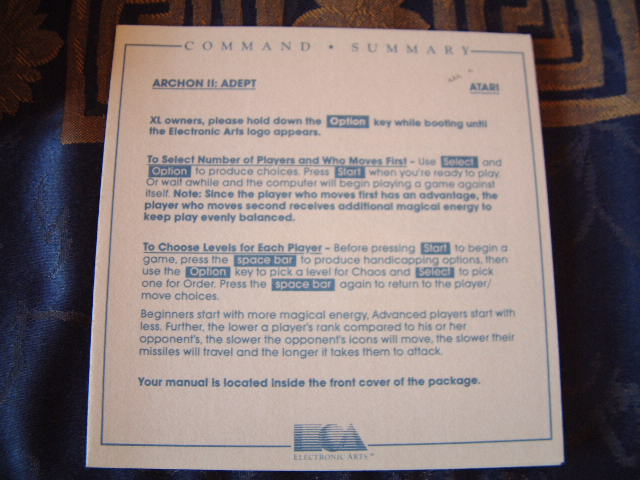 COMMAND • SUMMARY
ARCHON II: ADEPT
ATARI
XL owners, please hold down the Option key while booting until
the Electronic Arts logo appears.
To Select Number of Players and Who Moves First – Use Select and
Option to produce choices. Press Start when you're ready to play.
Or wait awhile and the computer will begin playing a game against
itself. Note: Since the player who moves first has an advantage, the
player who moves second receives additional magical energy to
keep play evenly balanced.
To Choose Levels for Each Player – Before pressing Start to begin a
game, press the space bar to produce handicapping options, then
use the Option key to pick a level for Chaos and Select to pick
one for Order. Press the space bar again to return to the player/
move choices.
Beginners start with more magical energy, Advanced players start with
less. Further, the lower a player's rank compared to his or her
opponent's, the slower the opponent's icons will move, the slower their
missiles will travel and the longer it takes them to attack.
Your manual is located inside the front cover of the package.
ELECTRONIC ARTS™